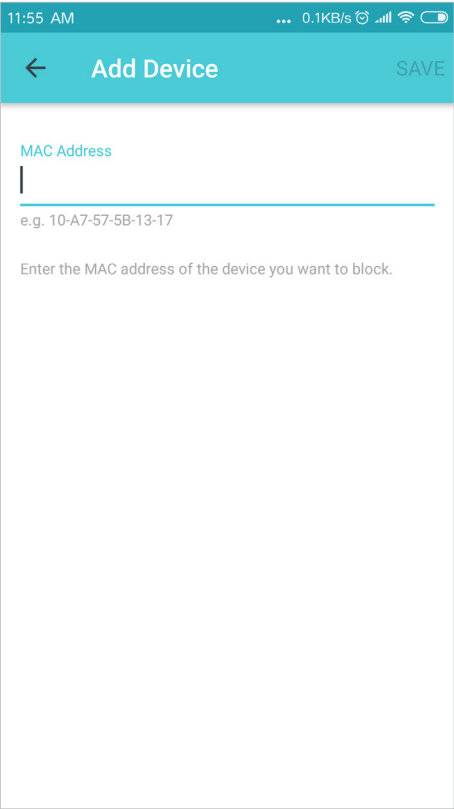 11:55 AM ... 0.1KB/s
Add Device SAVE
MAC Address
e.g. 10-A7-57-5B-13-17
Enter the MAC address of the device you want to block.